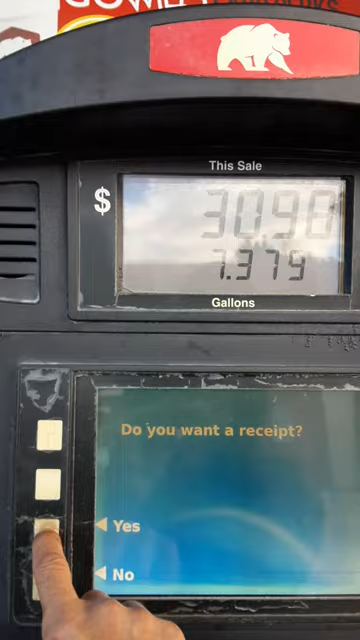 This Sale
$ 30.98
7.379
Gallons
Do you want a receipt?
Yes
No